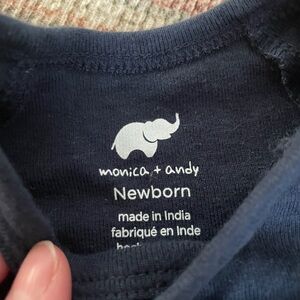 monica + andy
Newborn
made in India
fabriqué en Inde